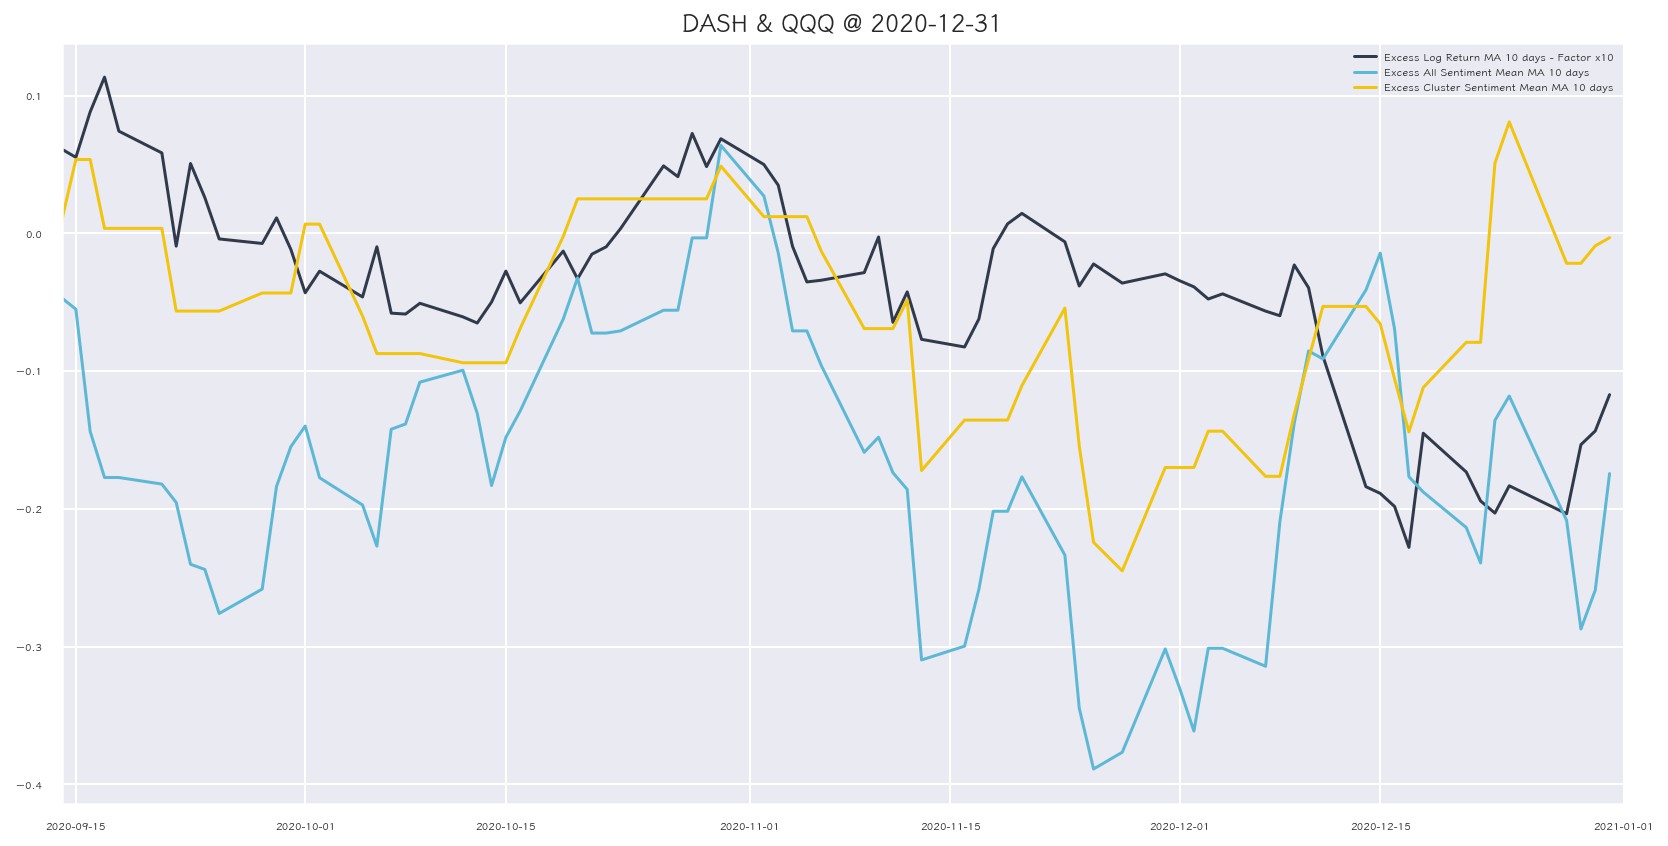 DASH & QQQ @ 2020-12-31
Excess Log Return MA 10 days - Factor x10
Excess All Sentiment Mean MA 10 days
Excess Cluster Sentiment Mean MA 10 days
0.1
0.0
−0.1
−0.2
−0.3
−0.4
2020-09-15 2020-10-01 2020-10-15 2020-11-01 2020-11-15 2020-12-01 2020-12-15 2021-01-01